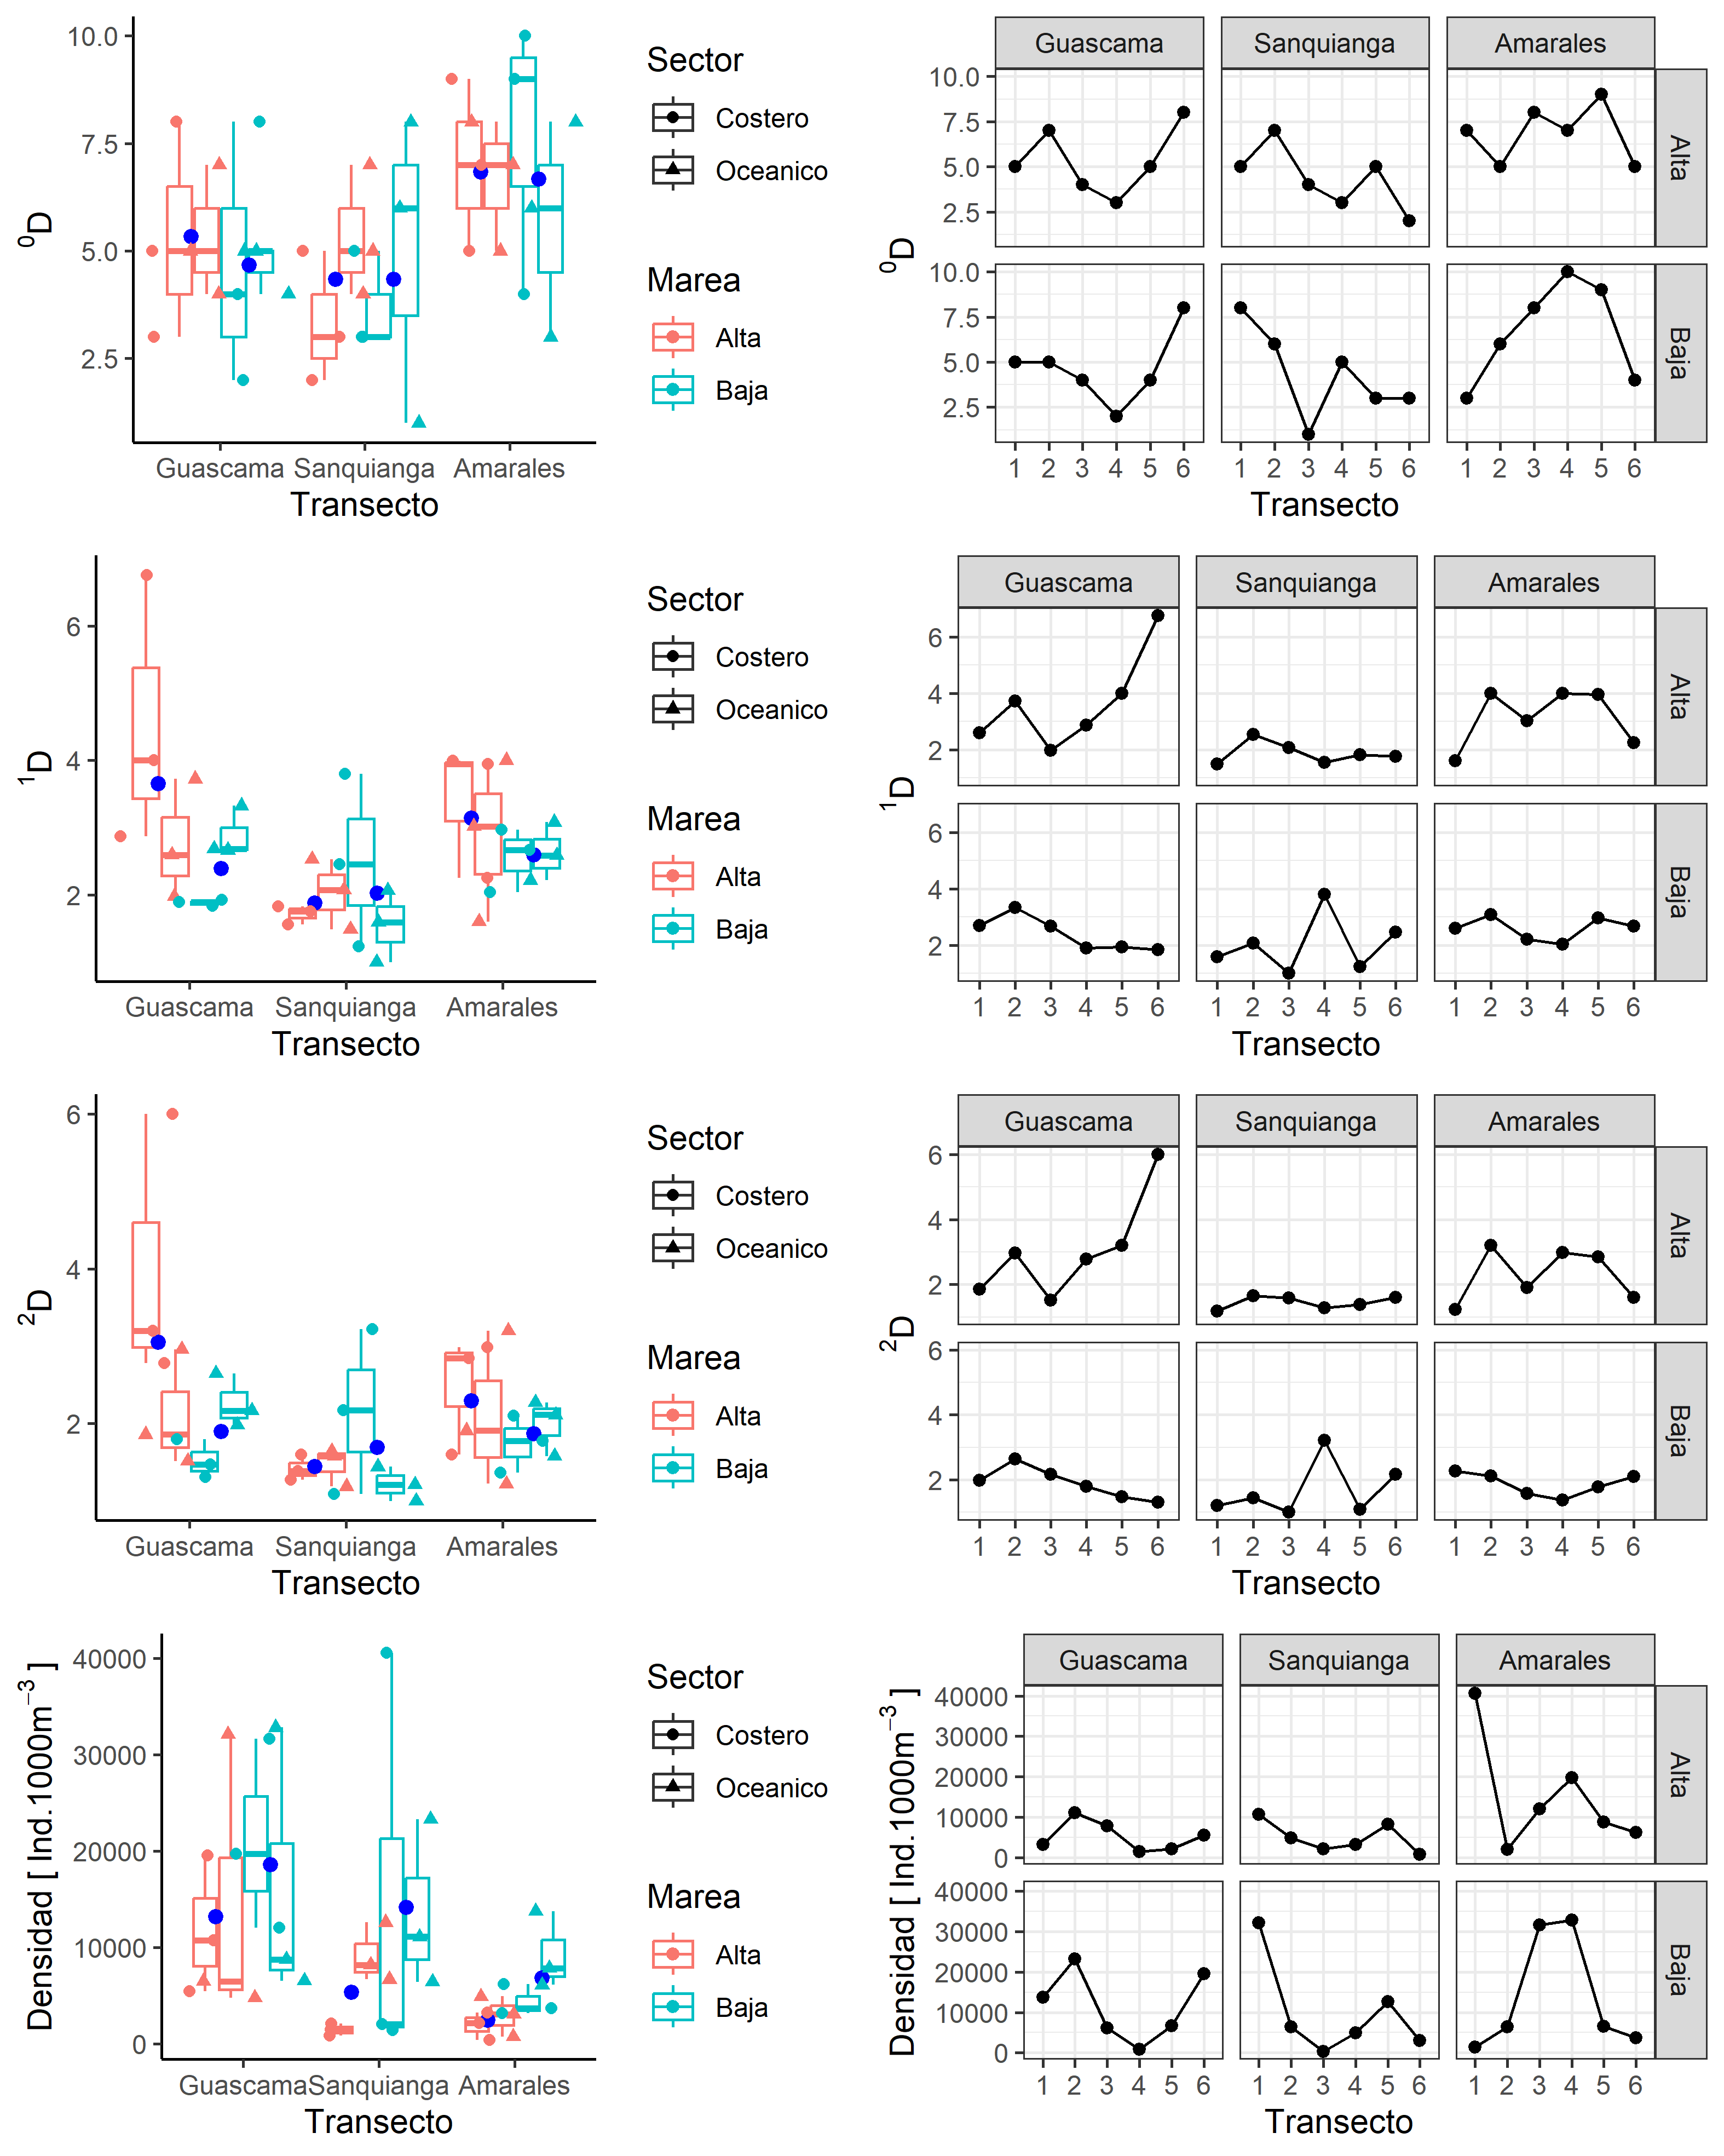 10.0
7.5
5.0
2.5
⁰D
Guascama Sanquianga Amarales
Transecto
Sector
Costero
Oceanico
Marea
Alta
Baja
Guascama Sanquianga Amarales
10.0
7.5
5.0
2.5
Alta
⁰D
10.0
7.5
5.0
2.5
Baja
1 2 3 4 5 6 1 2 3 4 5 6 1 2 3 4 5 6
Transecto
6
4
2
¹D
Guascama Sanquianga Amarales
Transecto
Sector
Costero
Oceanico
Marea
Alta
Baja
Guascama Sanquianga Amarales
6
4
2
Alta
¹D
6
4
2
Baja
1 2 3 4 5 6 1 2 3 4 5 6 1 2 3 4 5 6
Transecto
6
4
2
²D
Guascama Sanquianga Amarales
Transecto
Sector
Costero
Oceanico
Marea
Alta
Baja
Guascama Sanquianga Amarales
6
4
2
Alta
²D
6
4
2
Baja
1 2 3 4 5 6 1 2 3 4 5 6 1 2 3 4 5 6
Transecto
40000
30000
20000
10000
0
Densidad [ Ind.1000m⁻³ ]
Guascama Sanquianga Amarales
Transecto
Sector
Costero
Oceanico
Marea
Alta
Baja
Guascama Sanquianga Amarales
40000
30000
20000
10000
0
Alta
Densidad [ Ind.1000m⁻³ ]
40000
30000
20000
10000
0
Baja
1 2 3 4 5 6 1 2 3 4 5 6 1 2 3 4 5 6
Transecto